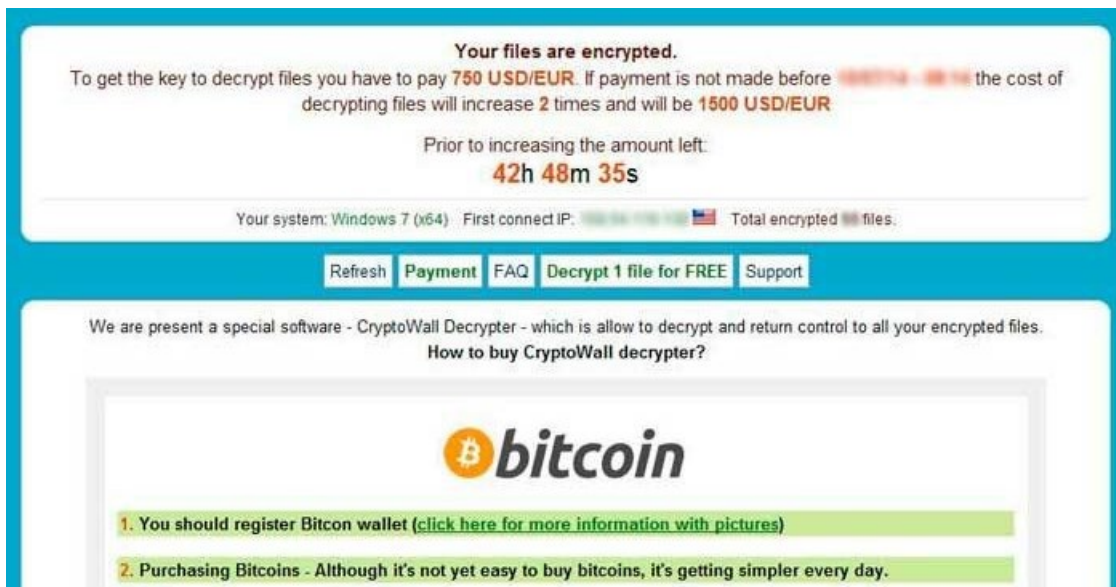 Your files are encrypted.
To get the key to decrypt files you have to pay 750 USD/EUR. If payment is not made before the cost of
decrypting files will increase 2 times and will be 1500 USD/EUR
Prior to increasing the amount left:
42h 48m 35s
Your system: Windows 7 (x64) First connect IP: Total encrypted files.
Refresh Payment FAQ Decrypt 1 file for FREE Support
We are present a special software - CryptoWall Decrypter - which is allow to decrypt and return control to all your encrypted files.
How to buy CryptoWall decrypter?
bitcoin
1. You should register Bitcon wallet (click here for more information with pictures)
2. Purchasing Bitcoins - Although it's not yet easy to buy bitcoins, it's getting simpler every day.